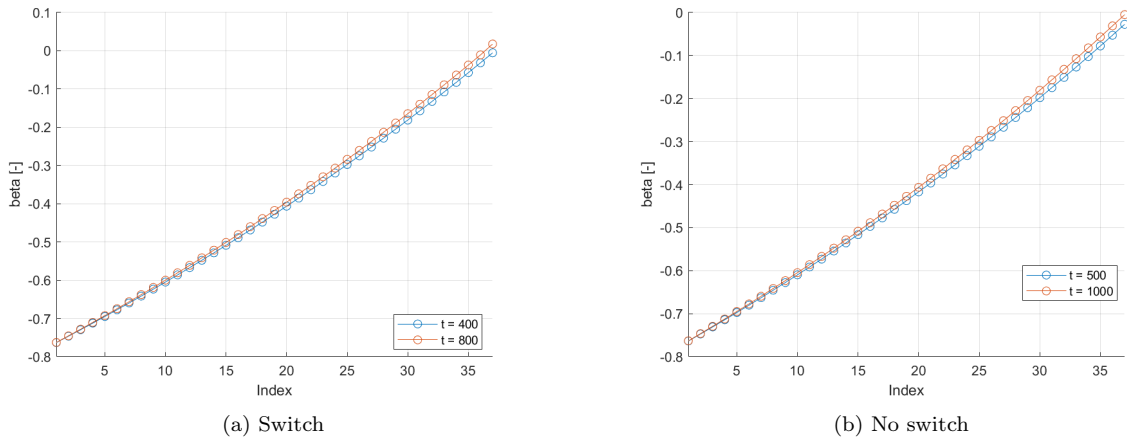 0.1
0
-0.1
-0.2
-0.3
-0.4
-0.5
-0.6
-0.7
-0.8
beta [-]
5 10 15 20 25 30 35
Index
t = 400
t = 800
(a) Switch
0
-0.1
-0.2
-0.3
-0.4
-0.5
-0.6
-0.7
-0.8
beta [-]
5 10 15 20 25 30 35
Index
t = 500
t = 1000
(b) No switch